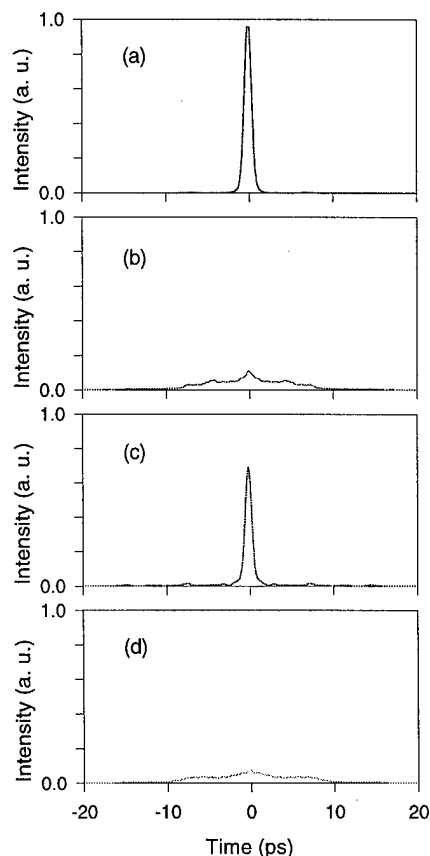 1.0
(a)
Intensity (a. u.)
0.0
1.0
(b)
Intensity (a. u.)
0.0
1.0
(c)
Intensity (a. u.)
0.0
1.0
(d)
Intensity (a. u.)
0.0
-20 -10 0 10 20
Time (ps)